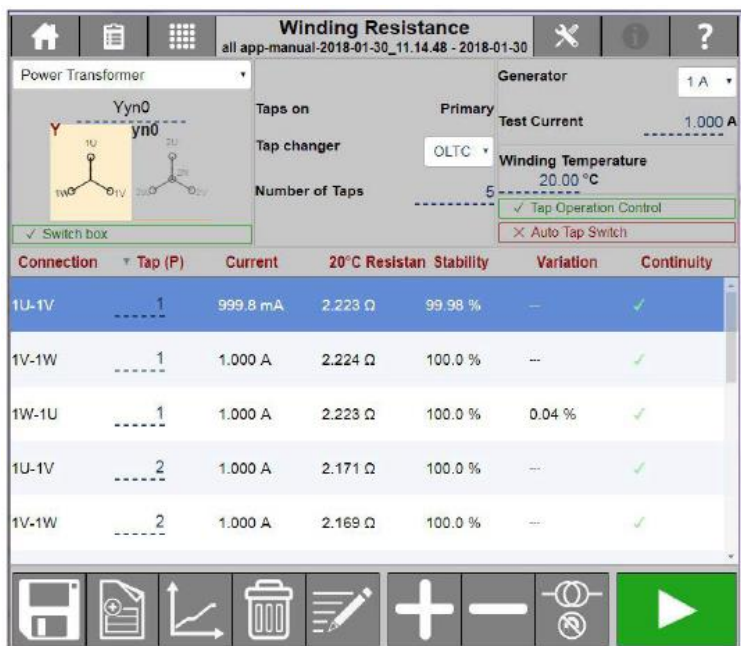 Winding Resistance
all app-manual-2018-01-30_11.14.48 - 2018-01-30
?
Power Transformer
Yyn0
Y
yn0
1U
1W
1V
2U
✓ Switch box
Taps on Primary
Tap changer OLTC
Number of Taps 5
Generator 1 A
Test Current 1.000 A
Winding Temperature
20.00 °C
✓ Tap Operation Control
✕ Auto Tap Switch
Connection Tap (P) Current 20°C Resistan Stability Variation Continuity
1U-1V 1 999.8 mA 2.223 Ω 99.98 % --- ✓
1V-1W 1 1.000 A 2.224 Ω 100.0 % --- ✓
1W-1U 1 1.000 A 2.223 Ω 100.0 % 0.04 % ✓
1U-1V 2 1.000 A 2.171 Ω 100.0 % --- ✓
1V-1W 2 1.000 A 2.169 Ω 100.0 % --- ✓